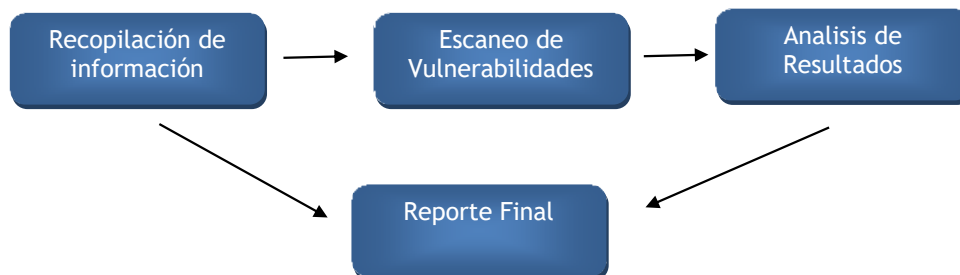 Recopilación de
información
Escaneo de
Vulnerabilidades
Analisis de
Resultados
Reporte Final